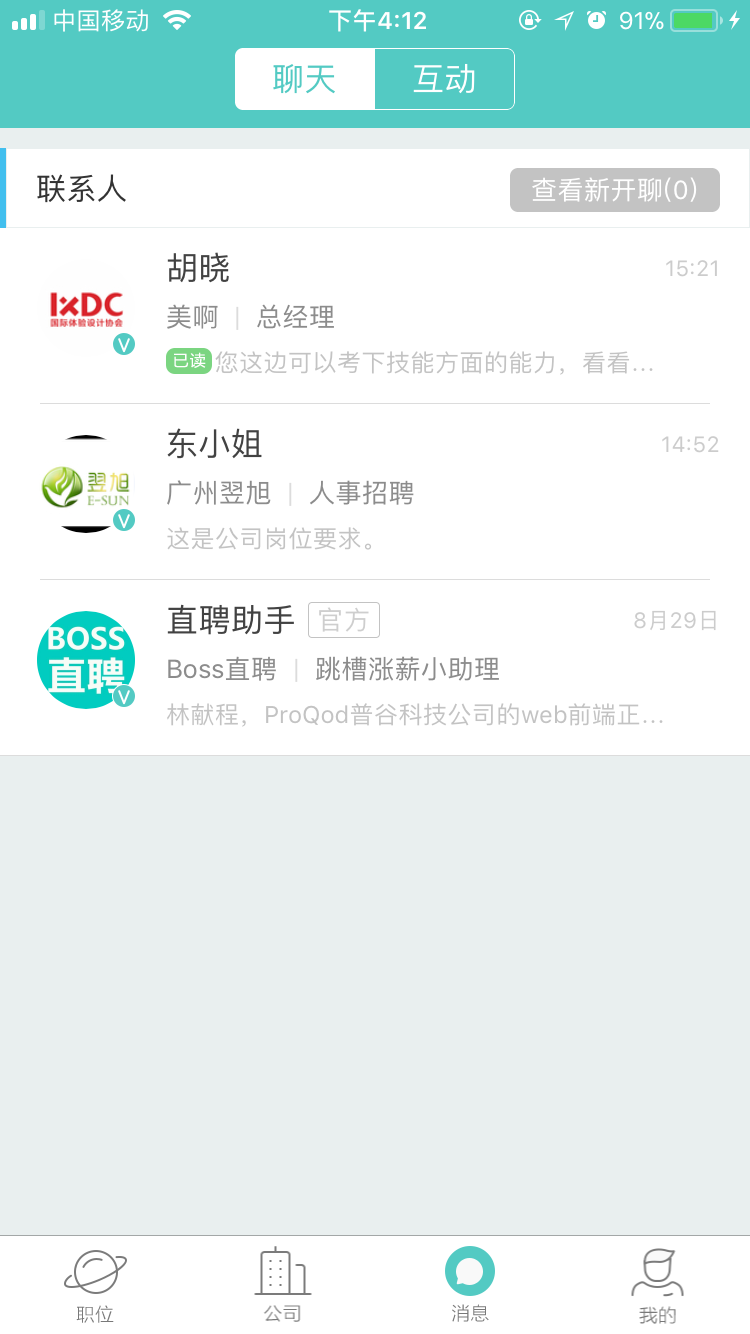 中国移动 下午4:12 91%
聊天 互动
联系人 查看新开聊(0)
胡晓 15:21
IXDC
国际体验设计协会
美啊 | 总经理
V
已读 您这边可以考下技能方面的能力，看看...
东小姐 14:52
翌旭
E-SUN
广州翌旭 | 人事招聘
V
这是公司岗位要求。
直聘助手 官方 8月29日
BOSS
直聘
Boss直聘 | 跳槽涨薪小助理
V
林献程，ProQod普谷科技公司的web前端正...
职位 公司 消息 我的